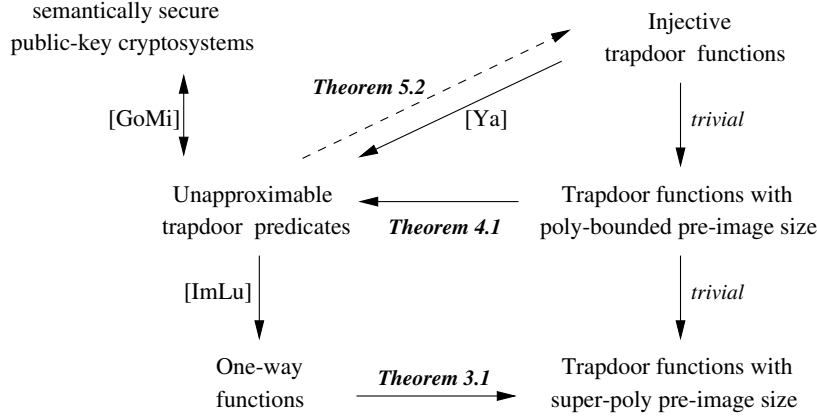 semantically secure
public-key cryptosystems
Injective
trapdoor functions
Theorem 5.2
[GoMi]
[Ya]
trivial
Unapproximable
trapdoor predicates
Theorem 4.1
Trapdoor functions with
poly-bounded pre-image size
[ImLu]
trivial
One-way
functions
Theorem 3.1
Trapdoor functions with
super-poly pre-image size